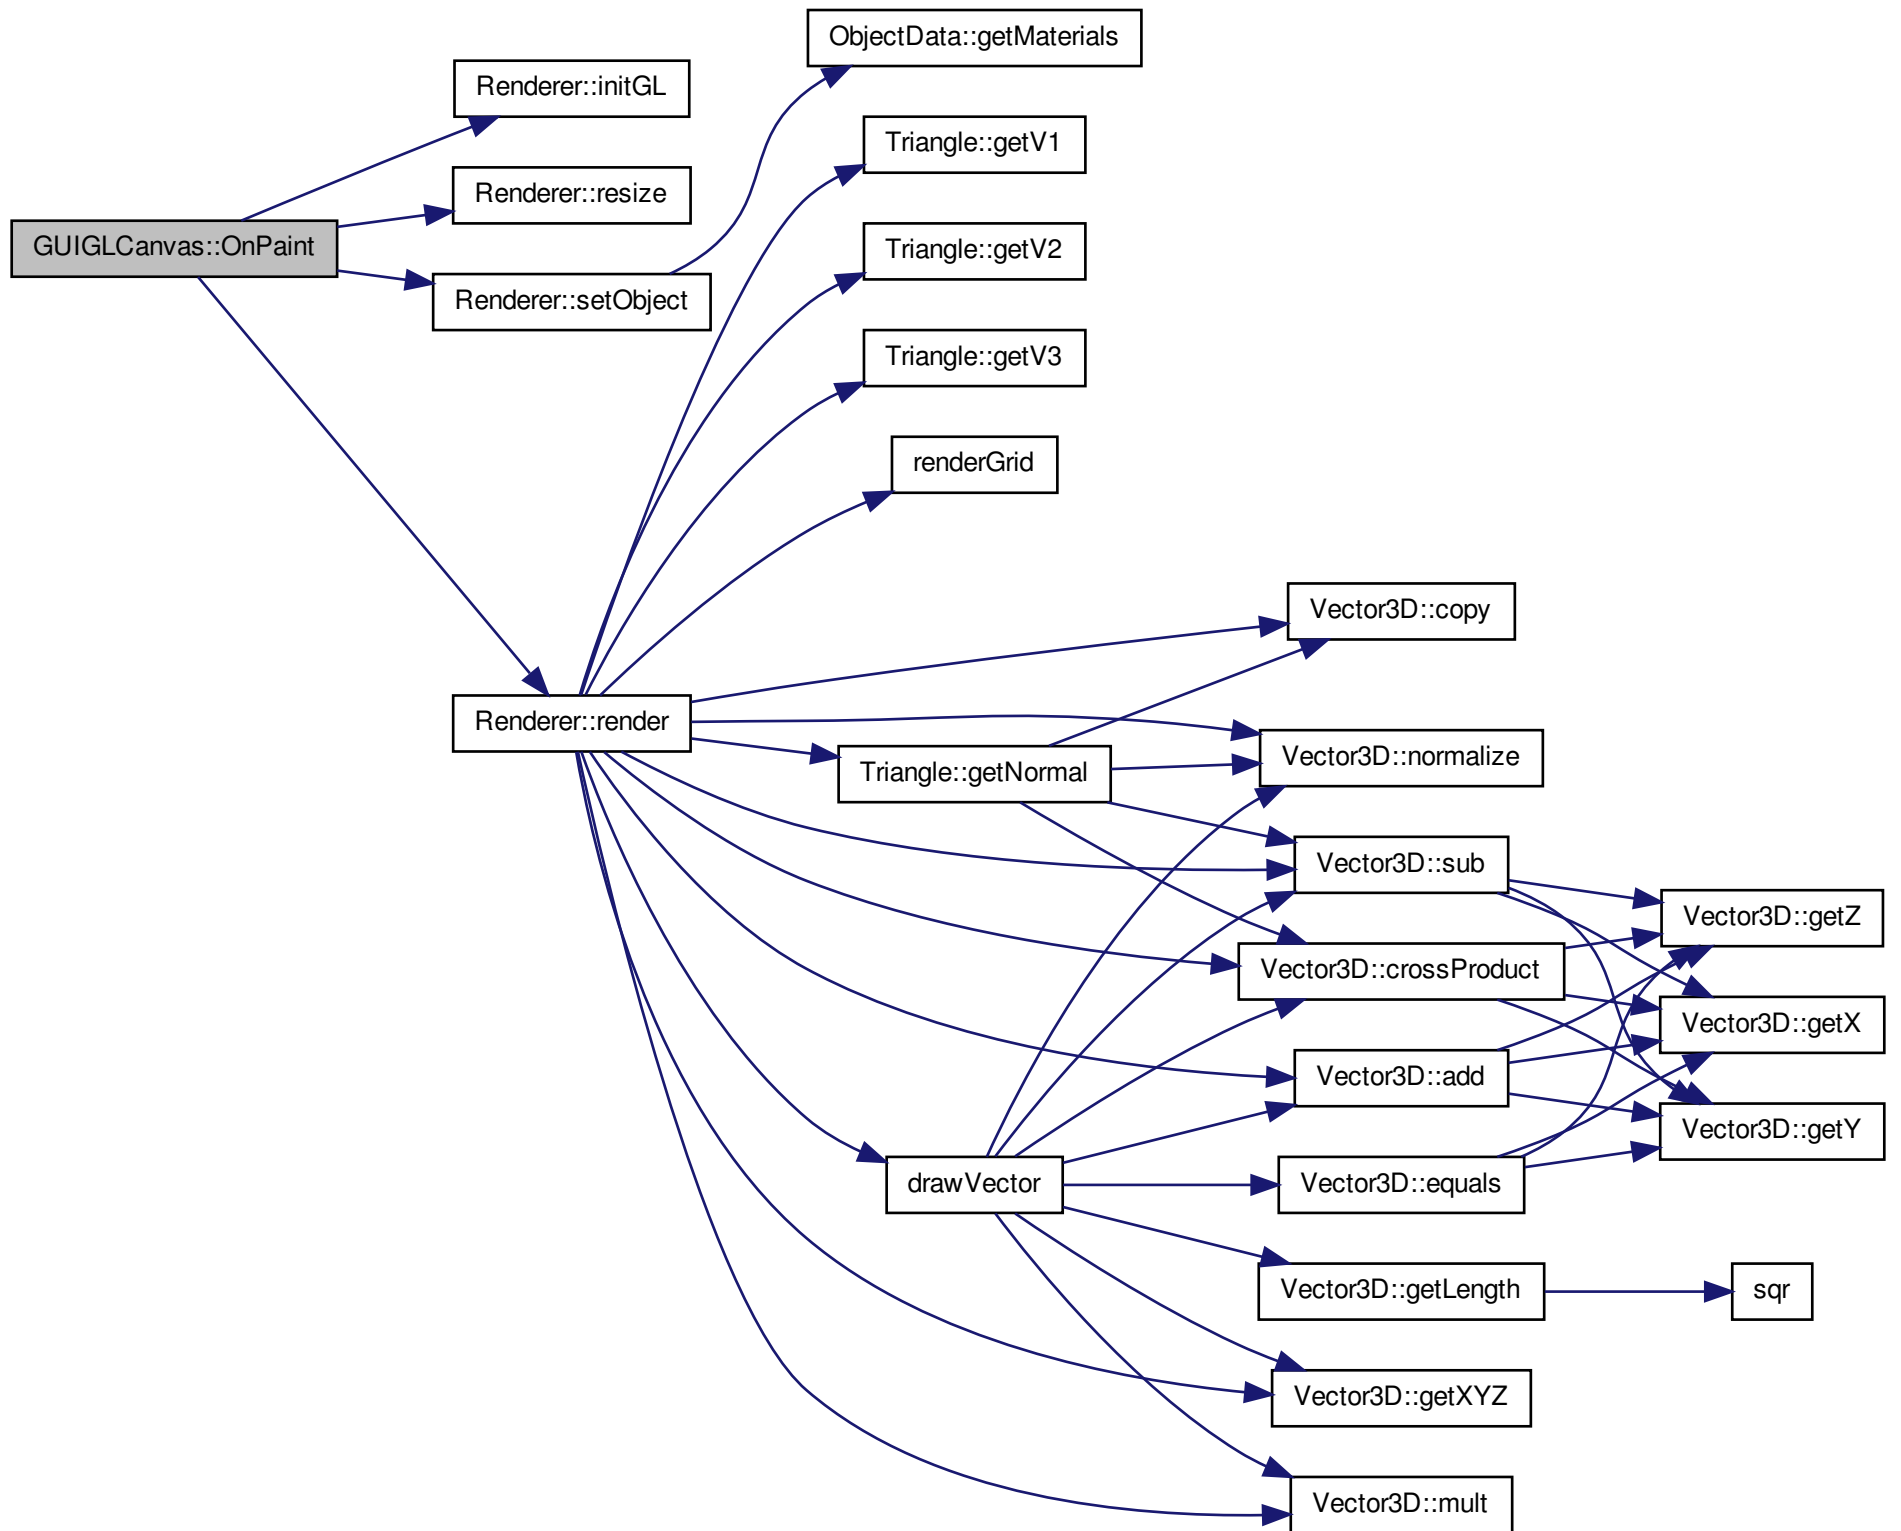 GUIGLCanvas::OnPaint
Renderer::initGL
Renderer::resize
Renderer::setObject
Renderer::render
ObjectData::getMaterials
Triangle::getV1
Triangle::getV2
Triangle::getV3
renderGrid
Triangle::getNormal
drawVector
Vector3D::copy
Vector3D::normalize
Vector3D::sub
Vector3D::crossProduct
Vector3D::add
Vector3D::equals
Vector3D::getLength
Vector3D::getXYZ
Vector3D::mult
Vector3D::getZ
Vector3D::getX
Vector3D::getY
sqr